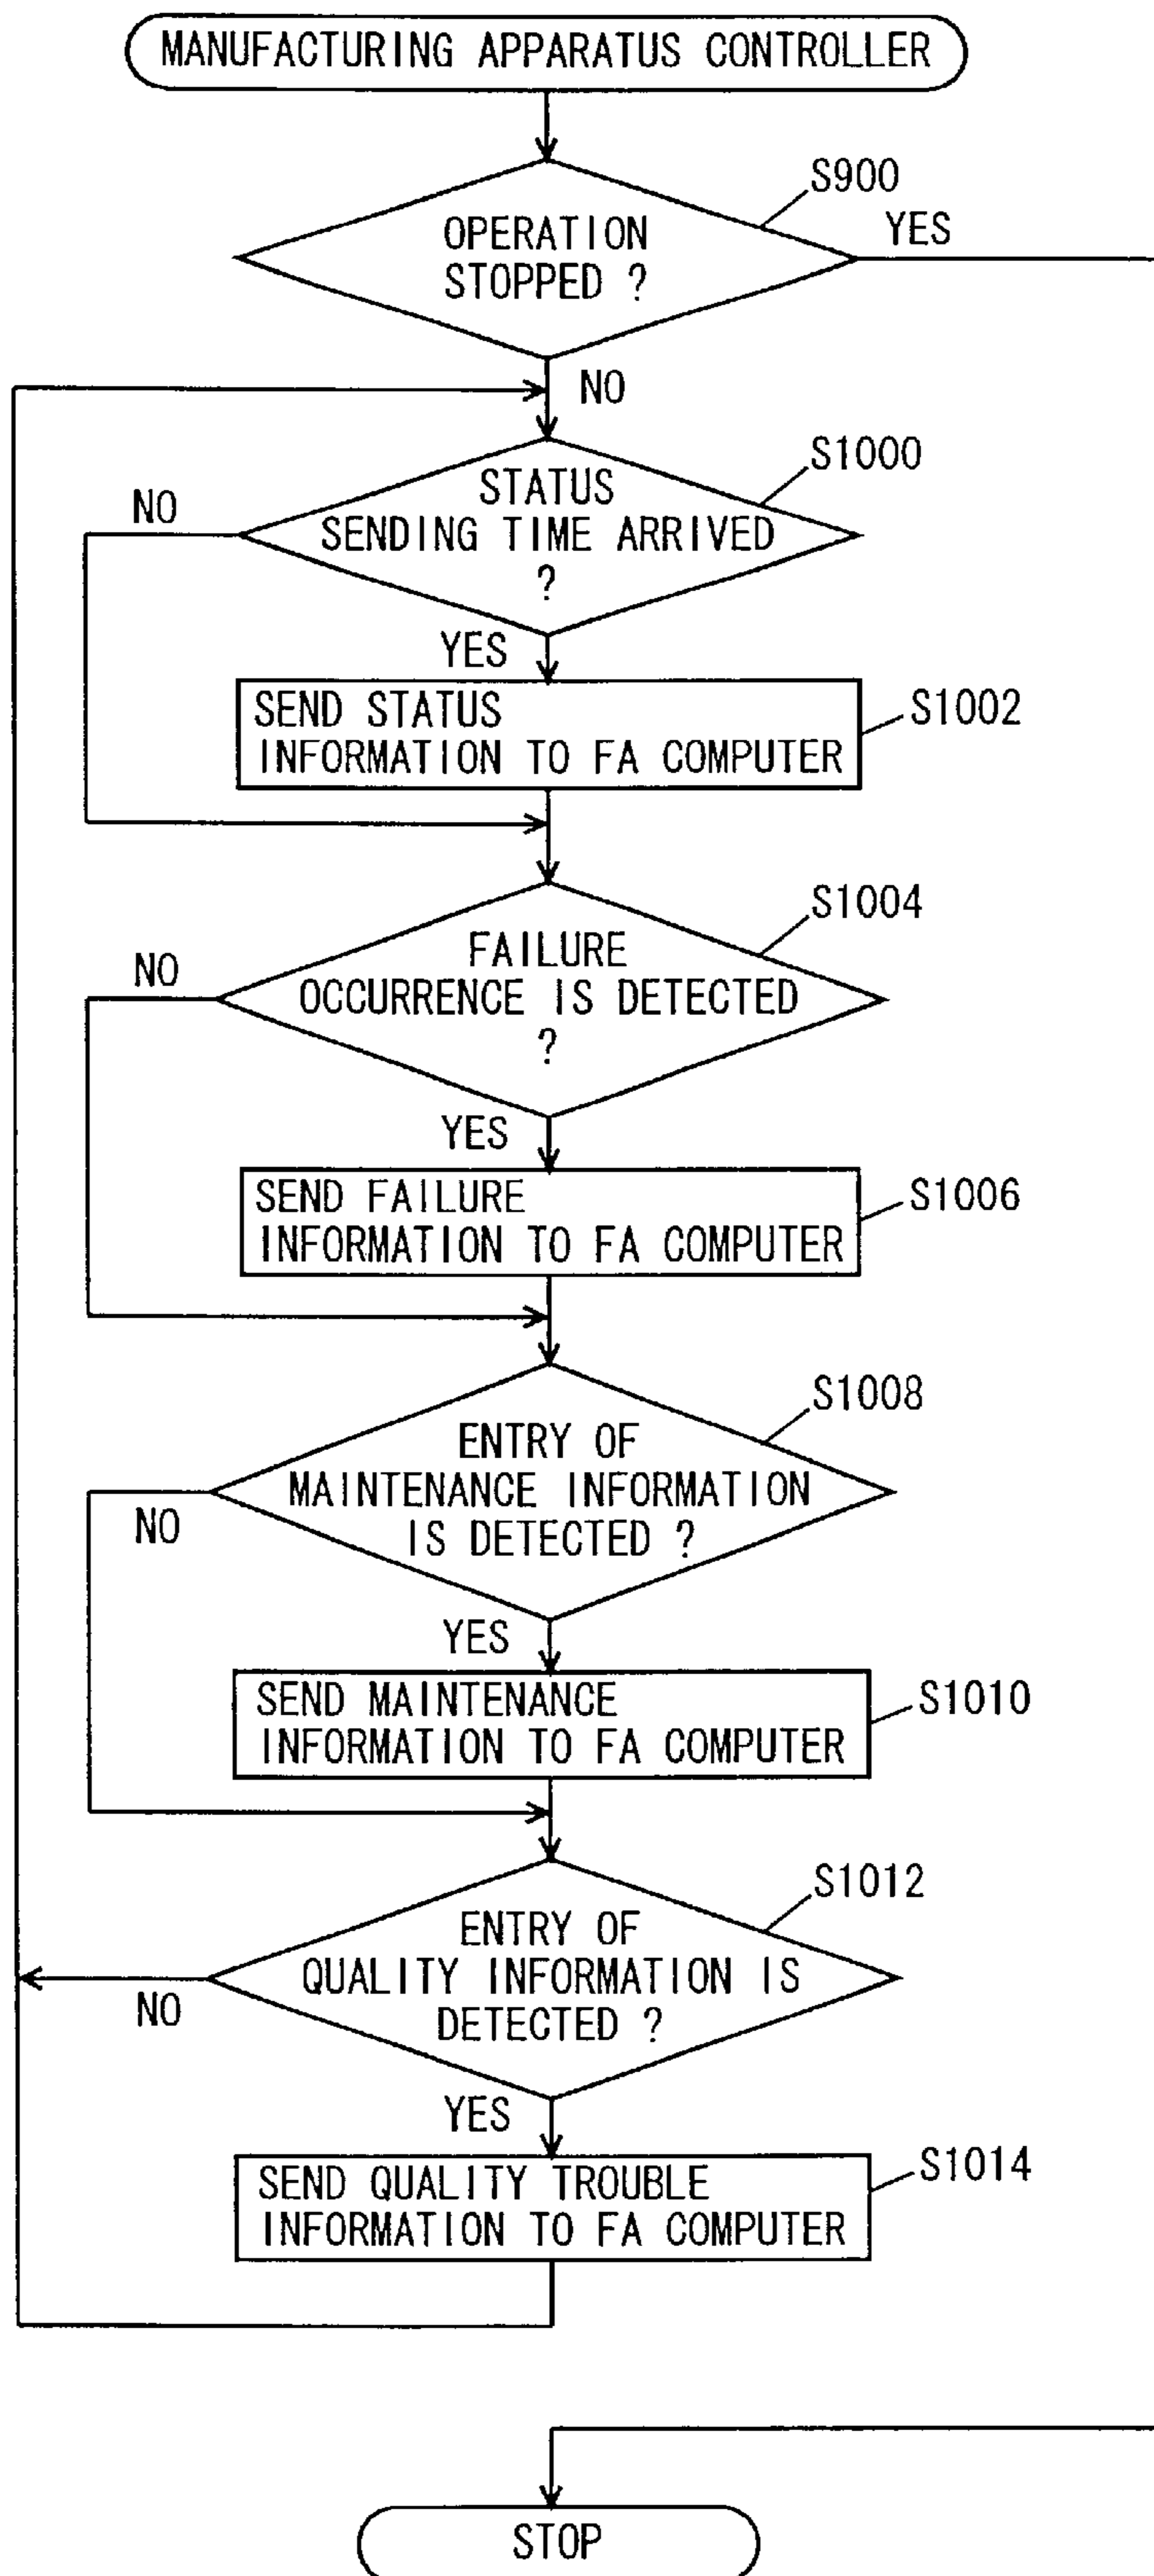 MANUFACTURING APPARATUS CONTROLLER
S900
OPERATION
STOPPED ?
YES
NO
S1000
STATUS
SENDING TIME ARRIVED
?
NO
YES
SEND STATUS
INFORMATION TO FA COMPUTER
S1002
S1004
FAILURE
OCCURRENCE IS DETECTED
?
NO
YES
SEND FAILURE
INFORMATION TO FA COMPUTER
S1006
S1008
ENTRY OF
MAINTENANCE INFORMATION
IS DETECTED ?
NO
YES
SEND MAINTENANCE
INFORMATION TO FA COMPUTER
S1010
S1012
ENTRY OF
QUALITY INFORMATION IS
DETECTED ?
NO
YES
SEND QUALITY TROUBLE
INFORMATION TO FA COMPUTER
S1014
STOP